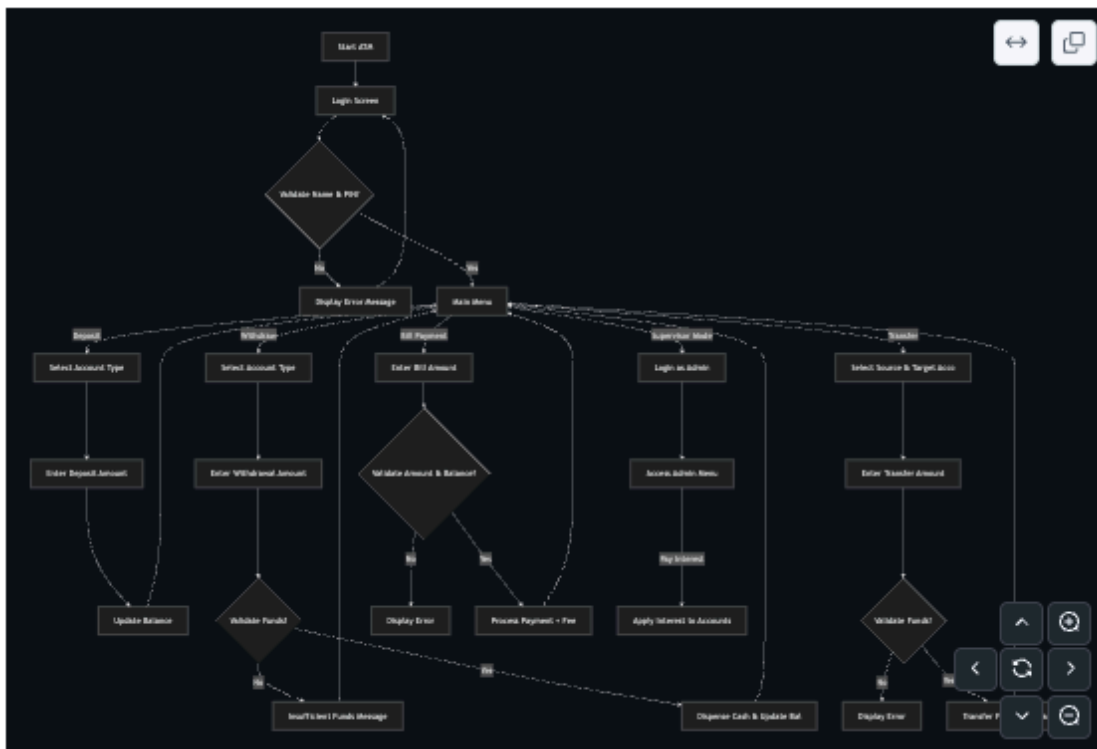 Start ATM
Login Screen
Validate Name & PIN?
No
Yes
Display Error Message
Main Menu
Deposit
Withdraw
Bill Payment
Supervisor Mode
Transfer
Select Account Type
Select Account Type
Enter Bill Amount
Login as Admin
Select Source & Target Acco
Enter Deposit Amount
Enter Withdrawal Amount
Validate Amount & Balance?
Access Admin Menu
Enter Transfer Amount
No
Yes
Pay Interest
Update Balance
Validate Funds?
Display Error
Process Payment + Fee
Apply Interest to Accounts
Validate Funds?
No
Yes
No
Insufficient Funds Message
Dispense Cash & Update Bal
Display Error
Transfer